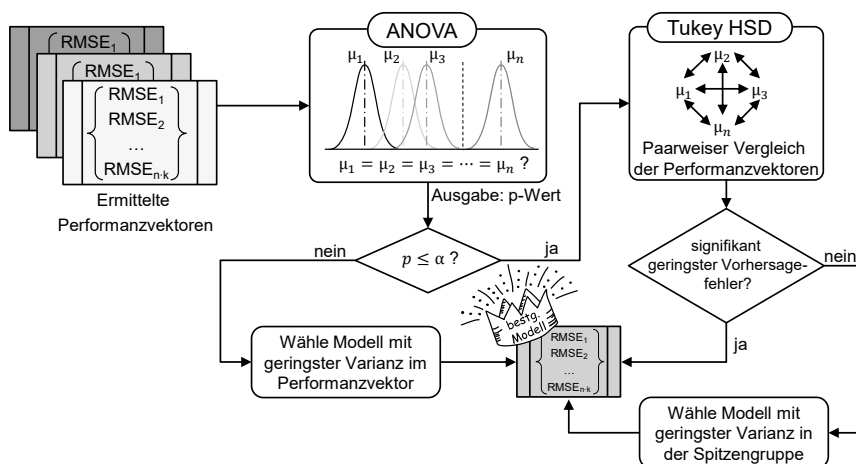 RMSE₁
RMSE₁
RMSE₁
RMSE₂
...
RMSEₙ.ₖ
Ermittelte
Performanzvektoren
ANOVA
μ₁ μ₂ μ₃ μₙ
μ₁ = μ₂ = μ₃ = ⋯ = μₙ ?
Ausgabe: p-Wert
Tukey HSD
μ₂
μ₁ μ₃
μₙ
Paarweiser Vergleich
der Performanzvektoren
nein
p ≤ α ?
ja
signifikant
geringster Vorhersage-
fehler?
nein
ja
Wähle Modell mit
geringster Varianz im
Performanzvektor
bestg.
Modell
RMSE₁
RMSE₂
...
RMSEₙ.ₖ
Wähle Modell mit
geringster Varianz in
der Spitzengruppe